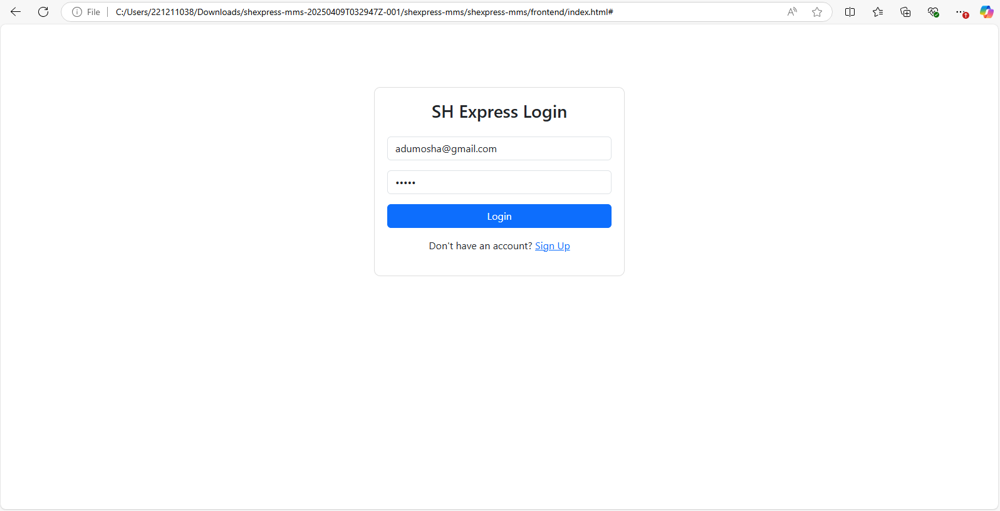 File C:/Users/221211038/Downloads/shexpress-mms-20250409T032947Z-001/shexpress-mms/shexpress-mms/frontend/index.html#
SH Express Login
adumosha@gmail.com
•••••
Login
Don't have an account? Sign Up